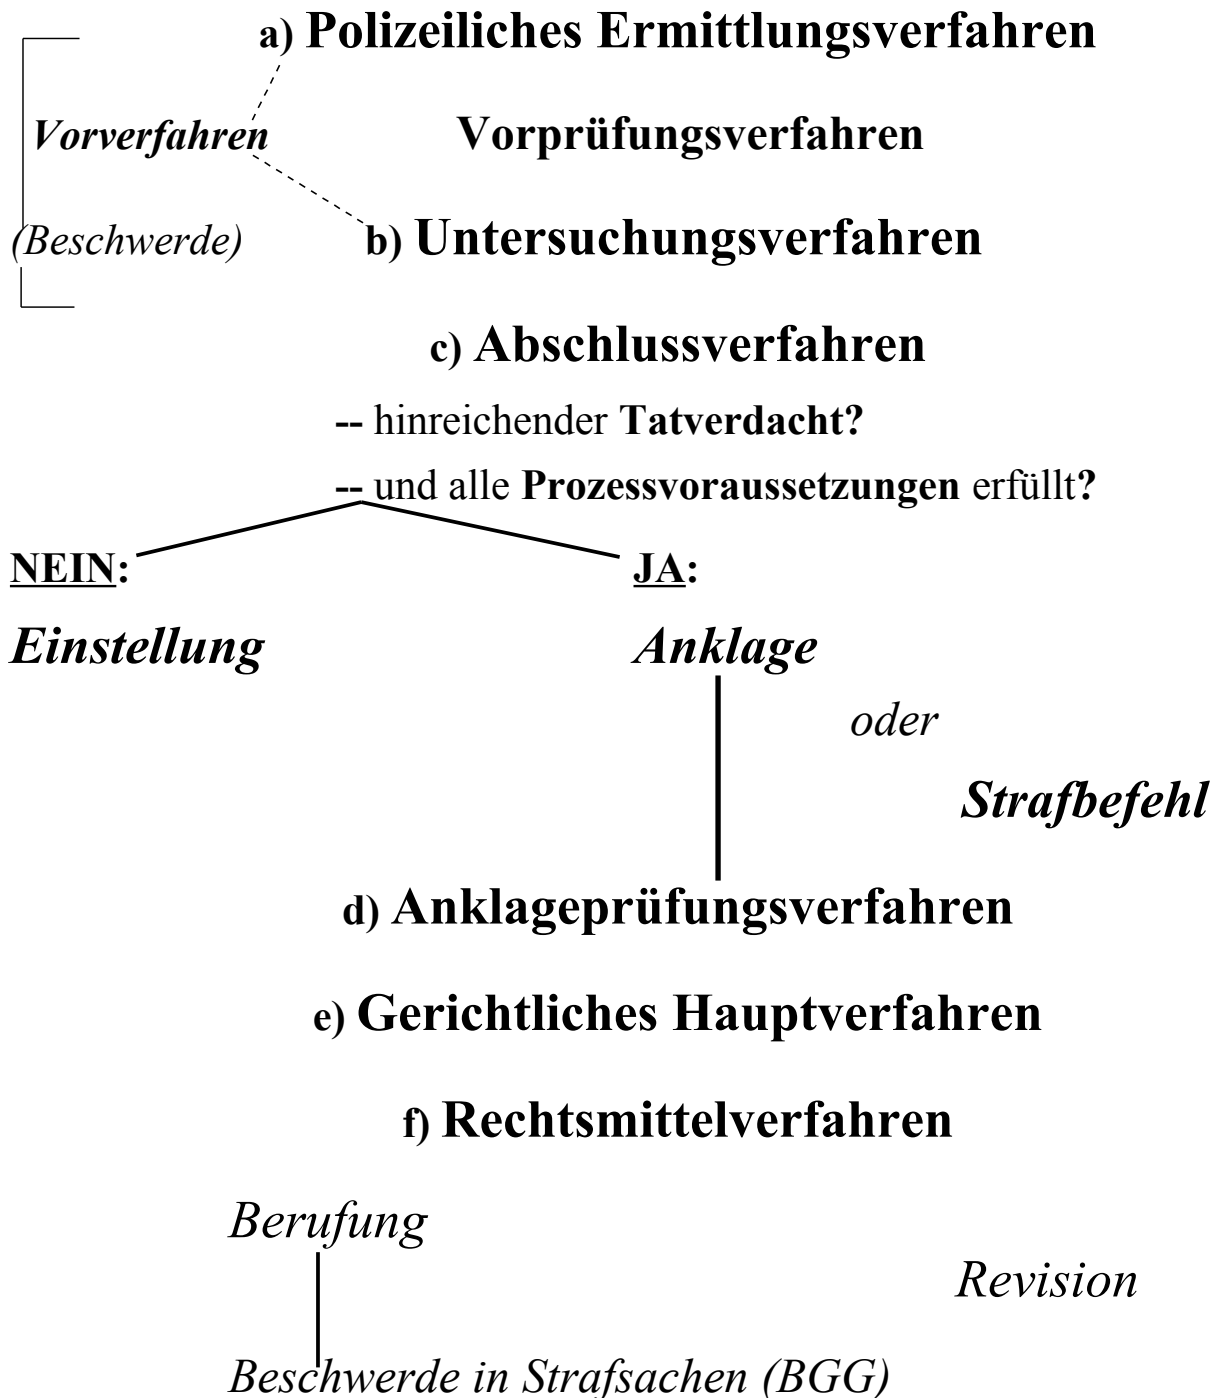 a) Polizeiliches Ermittlungsverfahren
Vorverfahren Vorprüfungsverfahren
(Beschwerde) b) Untersuchungsverfahren
c) Abschlussverfahren
-- hinreichender Tatverdacht?
-- und alle Prozessvoraussetzungen erfüllt?
NEIN: JA:
Einstellung Anklage
oder
Strafbefehl
d) Anklageprüfungsverfahren
e) Gerichtliches Hauptverfahren
f) Rechtsmittelverfahren
Berufung
Revision
Beschwerde in Strafsachen (BGG)